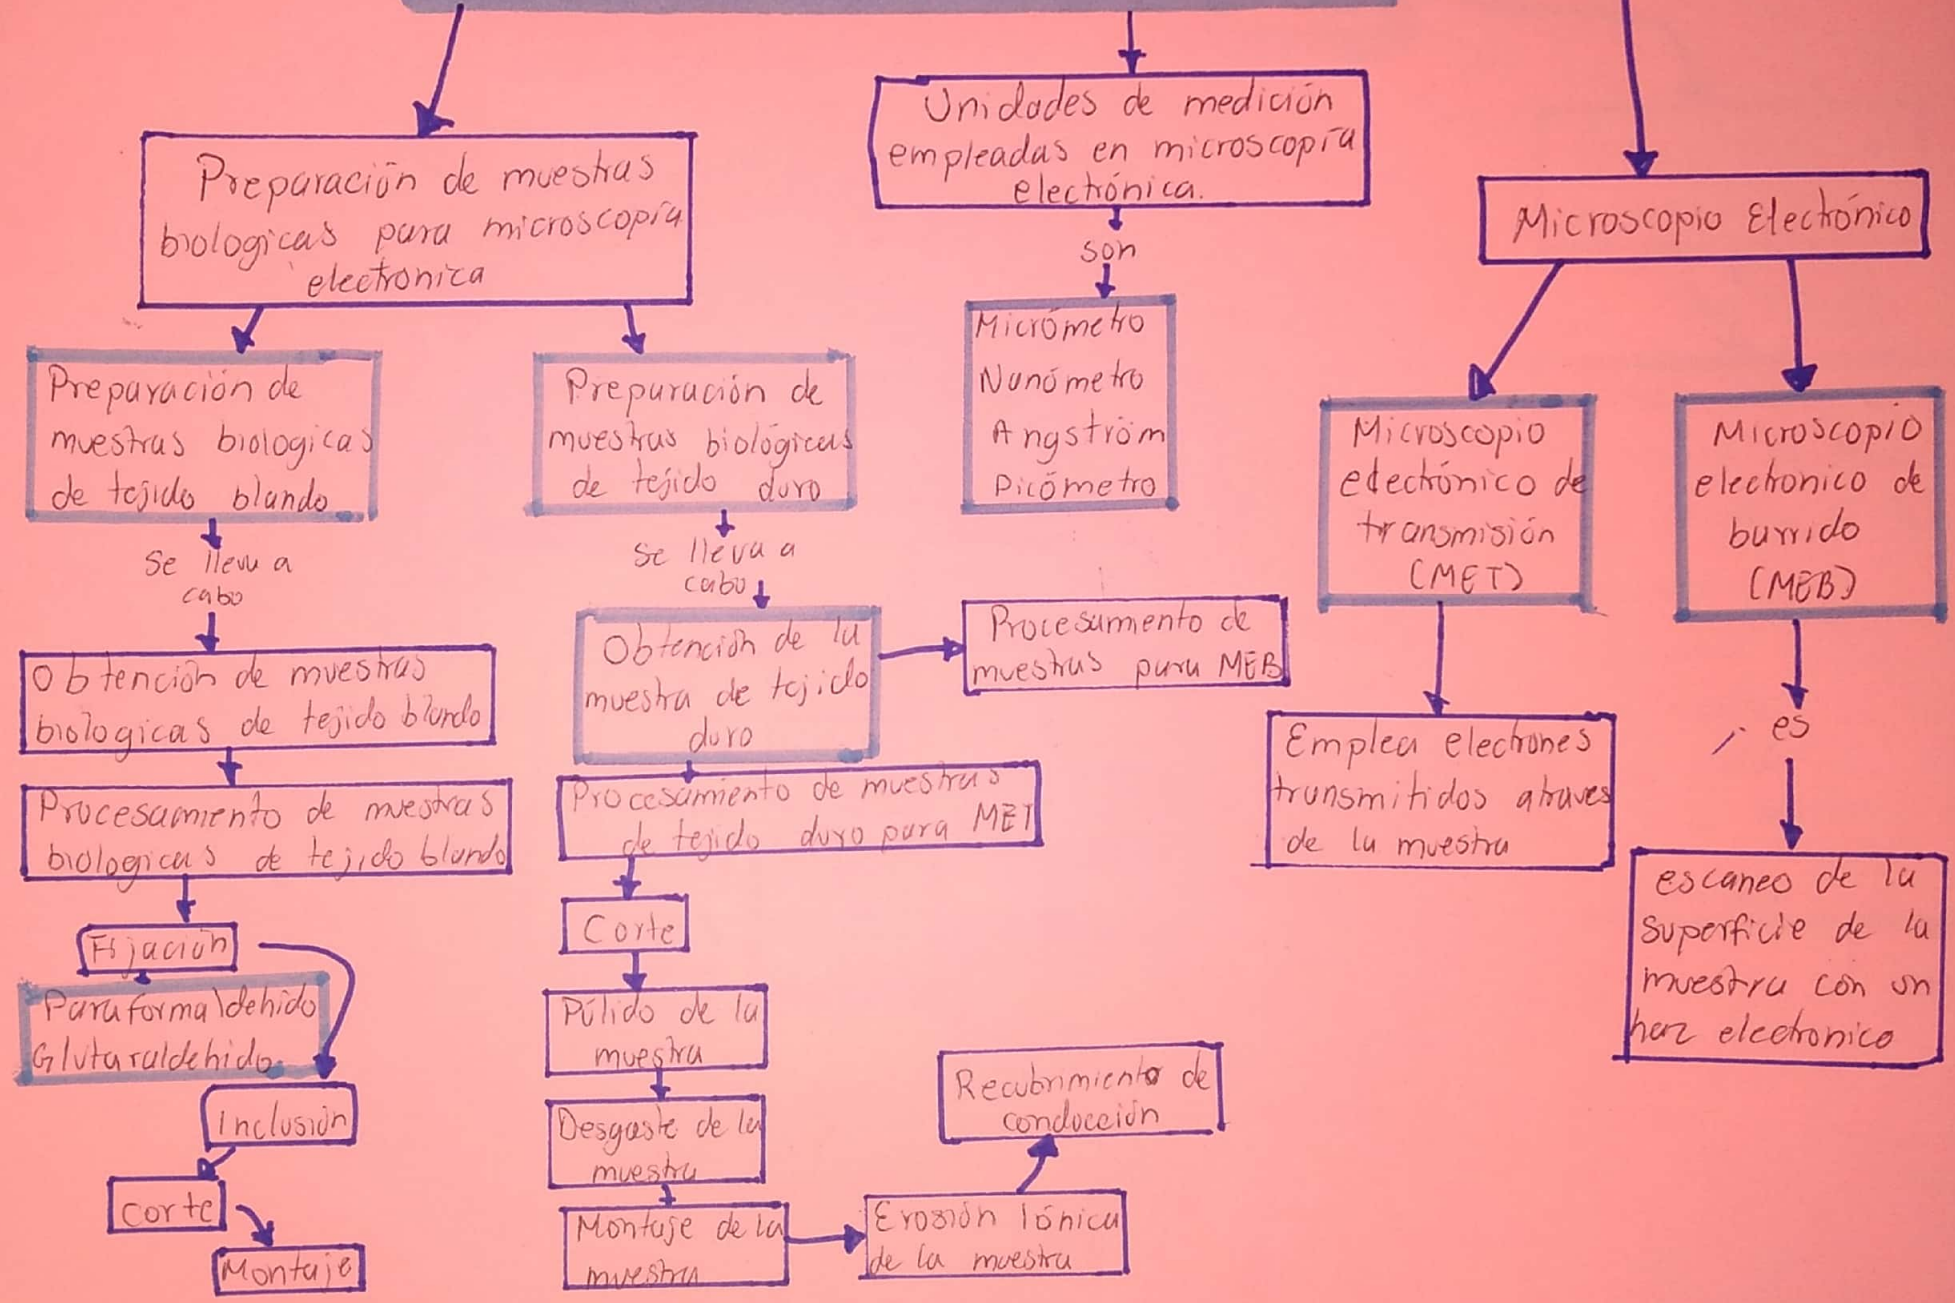 Preparación de muestras
biologicas para microscopía
electronica
Preparación de
muestras biologicas
de tejido blando
se lleva a
cabo
Obtención de muestras
biologicas de tejido blando
Procesamiento de muestras
biologicas de tejido blando
Fijación
Paraformaldehido
Glutaraldehido
Inclusión
corte
Montaje
Preparación de
muestras biológicas
de tejido duro
se lleva a
cabo
Obtención de la
muestra de tejido
duro
Procesamiento de
muestras para MEB
Procesamiento de muestras
de tejido duro para MET
Corte
Púlido de la
muestra
Desgaste de la
muestra
Montaje de la
muestra
Erosión Iónica
de la muestra
Recubrimiento de
conducción
Unidades de medición
empleadas en microscopía
electrónica.
son
Micrómetro
Nanómetro
Angström
Picómetro
Microscopio Electrónico
Microscopio
electrónico de
transmisión
(MET)
Emplea electrones
transmitidos atraves
de la muestra
Microscopio
electronico de
barrido
(MEB)
es
escaneo de la
superficie de la
muestra con un
haz electronico